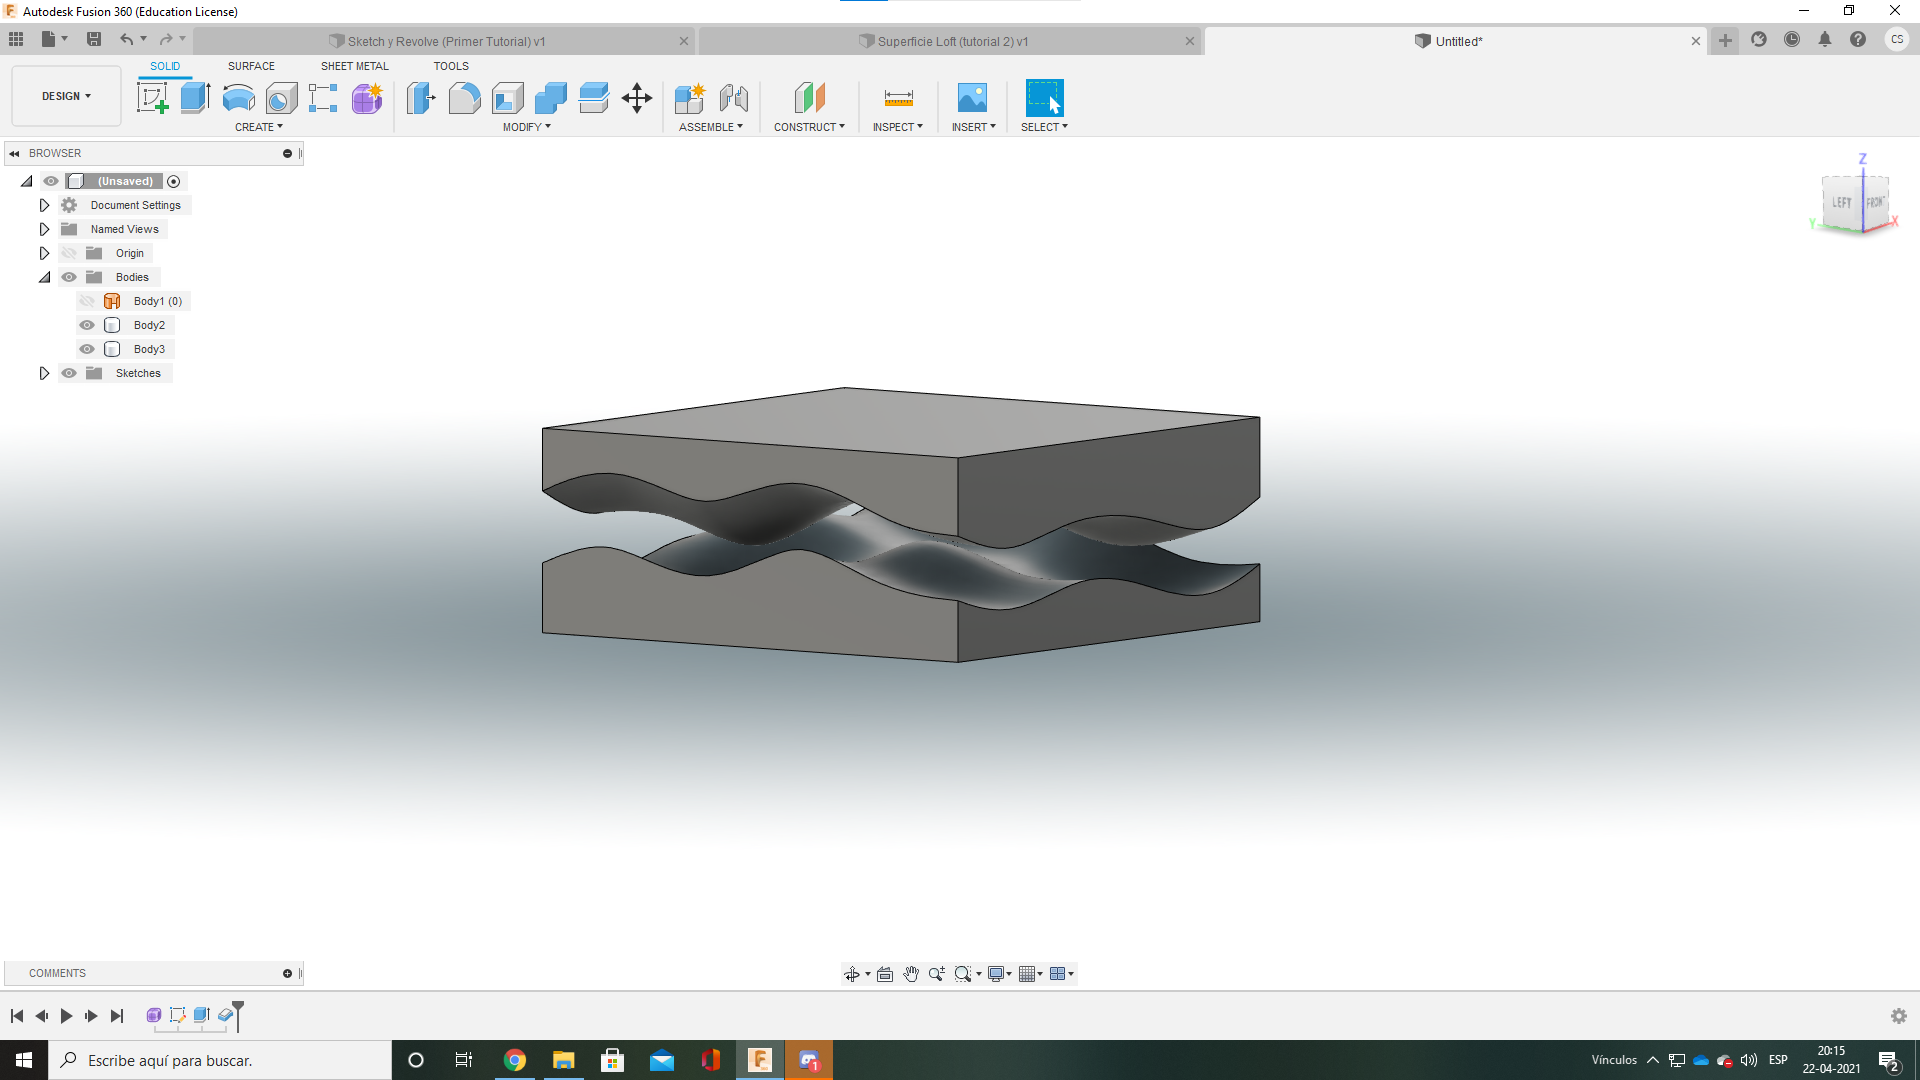 Autodesk Fusion 360 (Education License)
Sketch y Revolve (Primer Tutorial) v1
Superficie Loft (tutorial 2) v1
Untitled*
CS
DESIGN
SOLID
SURFACE
SHEET METAL
TOOLS
CREATE
MODIFY
ASSEMBLE
CONSTRUCT
INSPECT
INSERT
SELECT
BROWSER
(Unsaved)
Document Settings
Named Views
Origin
Bodies
Body1 (0)
Body2
Body3
Sketches
Z
LEFT
FRONT
Y
X
COMMENTS
Escribe aquí para buscar.
1
Vínculos
ESP
20:15
22-04-2021
2